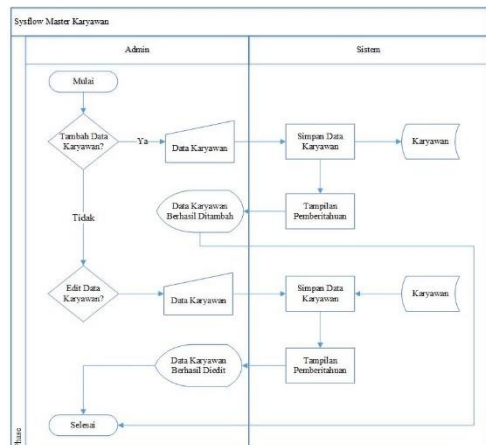 Sysflow Master Karyawan
Admin
Sistem
Mulai
Tambah Data
Karyawan?
Ya
Data Karyawan
Simpan Data
Karyawan
Karyawan
Data Karyawan
Berhasil Ditambah
Tampilan
Pemberitahuan
Tidak
Edit Data
Karyawan?
Data Karyawan
Simpan Data
Karyawan
Karyawan
Data Karyawan
Berhasil Diedit
Tampilan
Pemberitahuan
Selesai
Phase